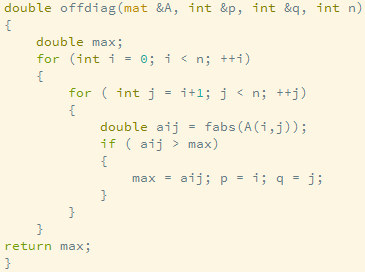 double offdiag(mat &A, int &p, int &q, int n)
{
    double max;
    for (int i = 0; i < n; ++i)
    {
        for ( int j = i+1; j < n; ++j)
        {
            double aij = fabs(A(i,j));
            if ( aij > max)
            {
                max = aij; p = i; q = j;
            }
        }
    }
return max;
}